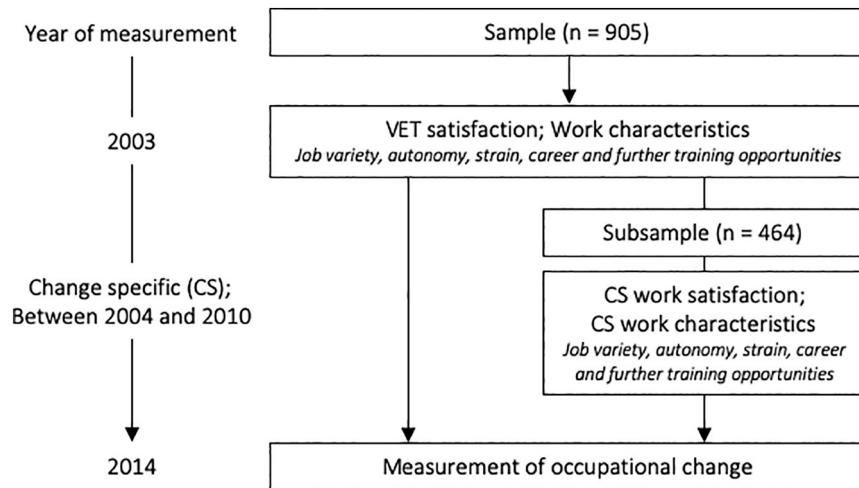 Year of measurement
Sample (n = 905)
2003
VET satisfaction; Work characteristics
Job variety, autonomy, strain, career and further training opportunities
Subsample (n = 464)
Change specific (CS);
Between 2004 and 2010
CS work satisfaction;
CS work characteristics
Job variety, autonomy, strain, career
and further training opportunities
2014
Measurement of occupational change